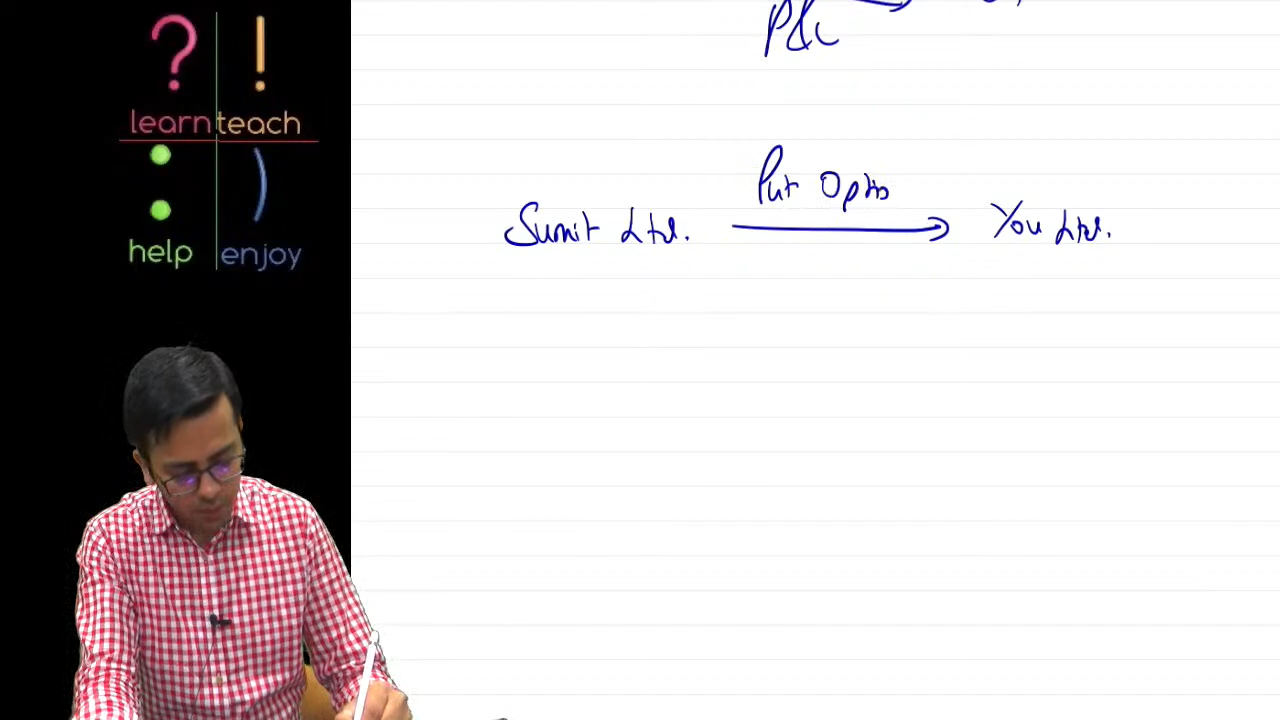 ? !
learn teach
: )
help enjoy
P&L
Put Option
Sumit Ltd. → You Ltd.